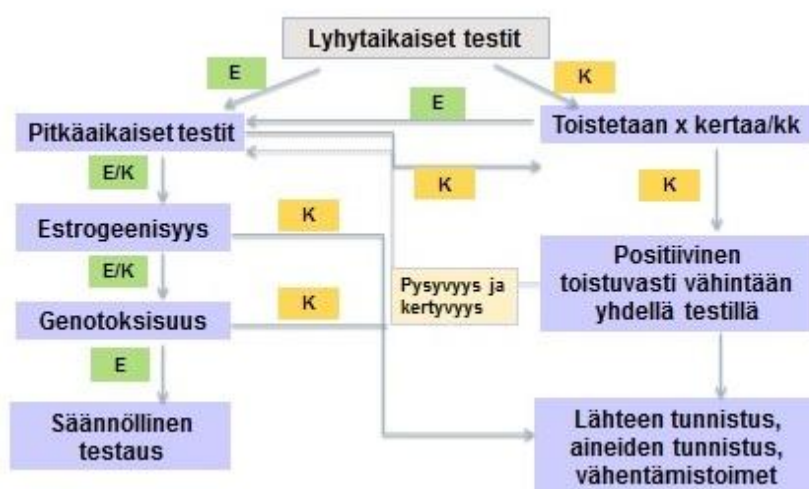 Lyhytaikaiset testit
E
K
E
Pitkäaikaiset testit
Toistetaan x kertaa/kk
E/K
K
K
Estrogeenisyys
K
E/K
Positiivinen
toistuvasti vähintään
yhdellä testillä
Pysyvyys ja
kertyvyys
Genotoksisuus
K
E
Säännöllinen
testaus
Lähteen tunnistus,
aineiden tunnistus,
vähentämistoimet